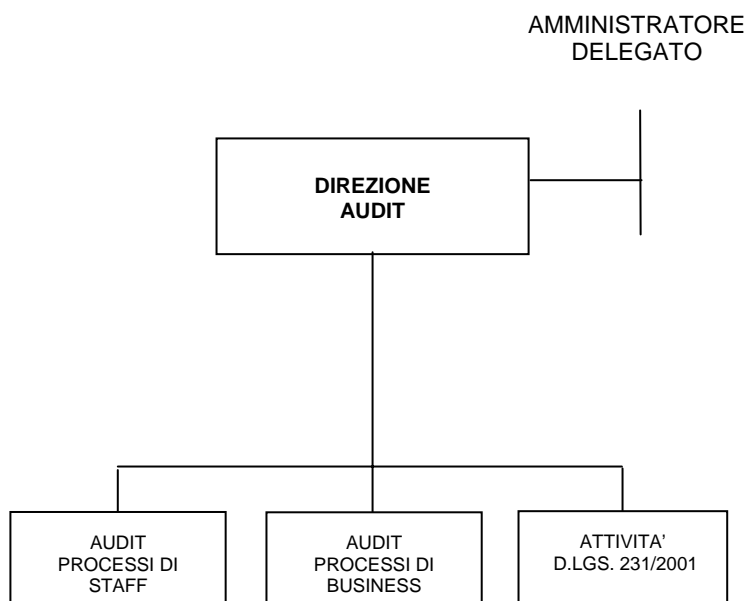 AMMINISTRATORE
DELEGATO
DIREZIONE
AUDIT
AUDIT
PROCESSI DI
STAFF
AUDIT
PROCESSI DI
BUSINESS
ATTIVITA’
D.LGS. 231/2001